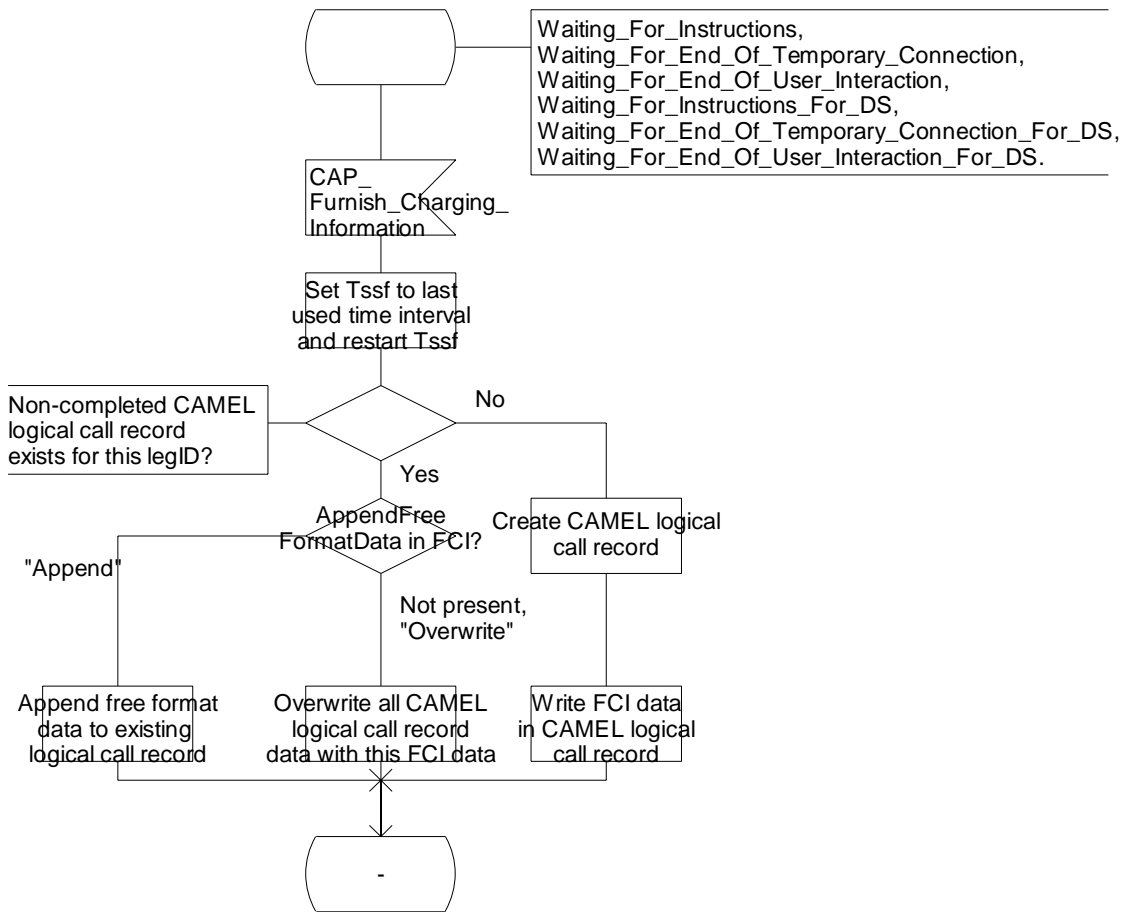 Waiting_For_Instructions,
Waiting_For_End_Of_Temporary_Connection,
Waiting_For_End_Of_User_Interaction,
Waiting_For_Instructions_For_DS,
Waiting_For_End_Of_Temporary_Connection_For_DS,
Waiting_For_End_Of_User_Interaction_For_DS.
CAP_
Furnish_Charging_
Information
Set Tssf to last
used time interval
and restart Tssf
Non-completed CAMEL
logical call record
exists for this legID?
No
Yes
AppendFree
FormatData in FCI?
Create CAMEL logical
call record
"Append"
Not present,
"Overwrite"
Append free format
data to existing
logical call record
Overwrite all CAMEL
logical call record
data with this FCI data
Write FCI data
in CAMEL logical
call record
-